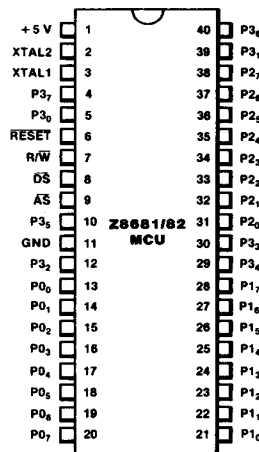 +5 V 1 40 P3₆
XTAL2 2 39 P3₁
XTAL1 3 38 P2₇
P3₇ 4 37 P2₆
P3₀ 5 36 P2₅
R̅E̅S̅E̅T̅ 6 35 P2₄
R/W̅ 7 34 P2₃
D̅S̅ 8 33 P2₂
A̅S̅ 9 32 P2₁
P3₅ 10 Z8681/82 31 P2₀
GND 11 MCU 30 P3₃
P3₂ 12 29 P3₄
P0₀ 13 28 P1₇
P0₁ 14 27 P1₆
P0₂ 15 26 P1₅
P0₃ 16 25 P1₄
P0₄ 17 24 P1₃
P0₅ 18 23 P1₂
P0₆ 19 22 P1₁
P0₇ 20 21 P1₀